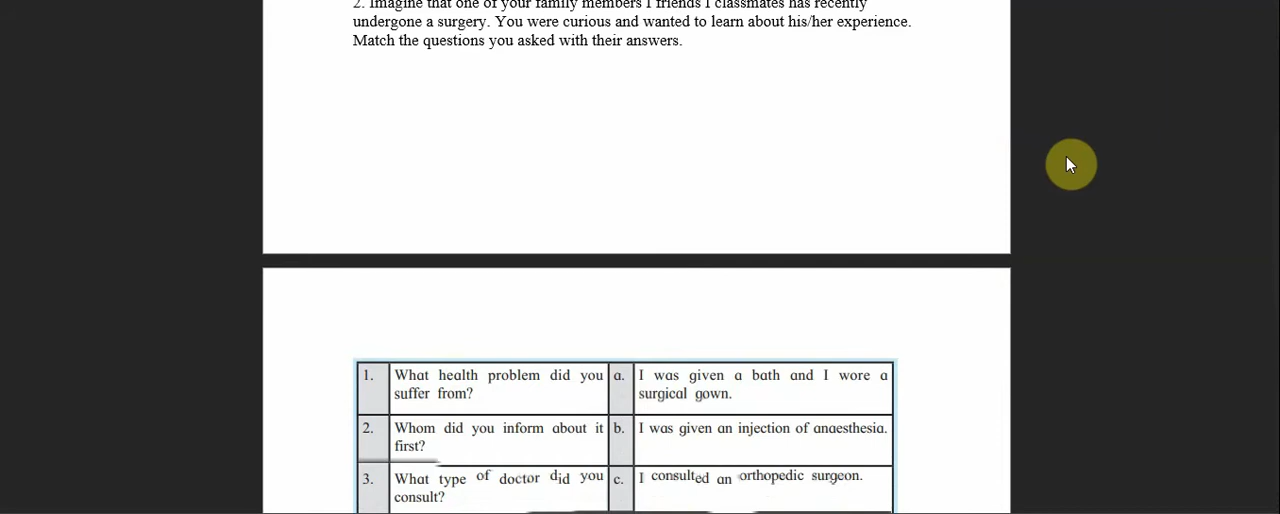 2. Imagine that one of your family members I friends I classmates has recently
undergone a surgery. You were curious and wanted to learn about his/her experience.
Match the questions you asked with their answers.
1. What health problem did you suffer from? a. I was given a bath and I wore a surgical gown.
2. Whom did you inform about it first? b. I was given an injection of anaesthesia.
3. What type of doctor did you consult? c. I consulted an orthopedic surgeon.